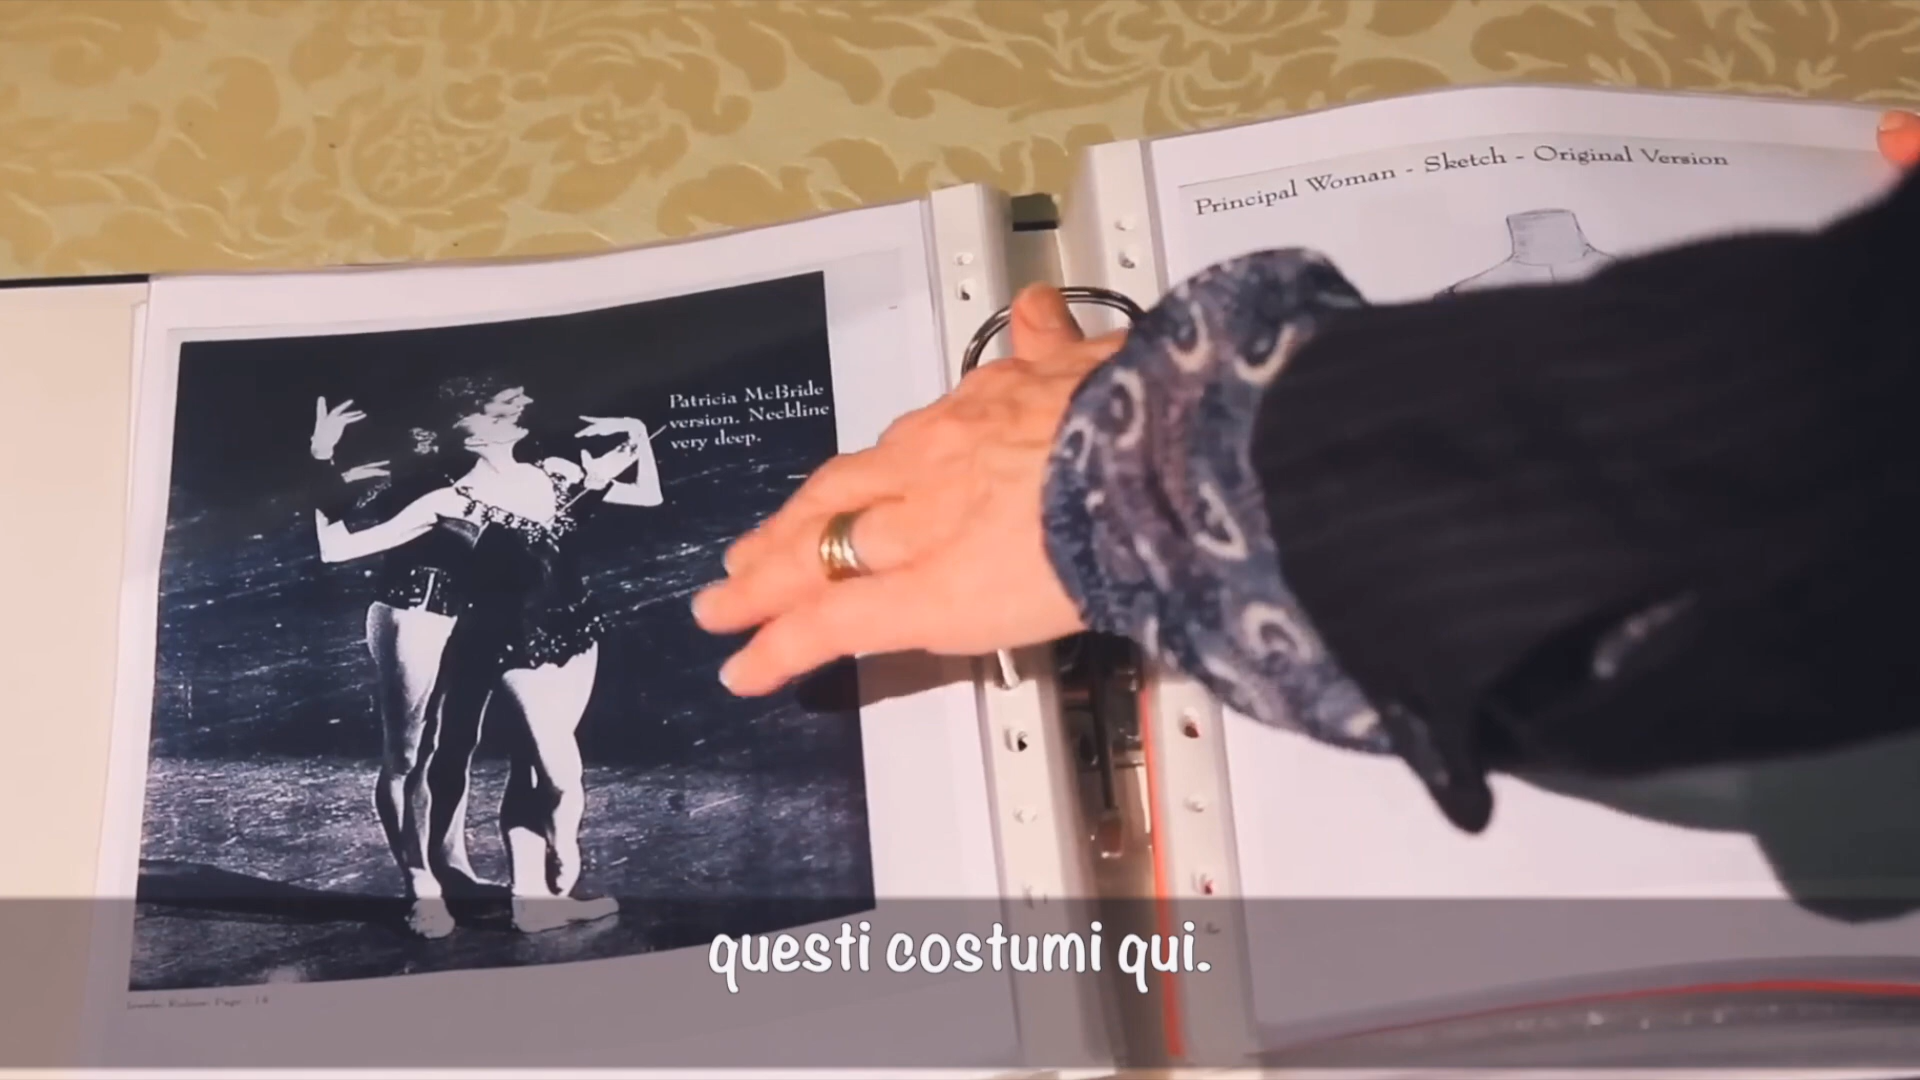 Principal Woman - Sketch - Original Version
Patricia McBride
version. Neckline
very deep.
questi costumi qui.